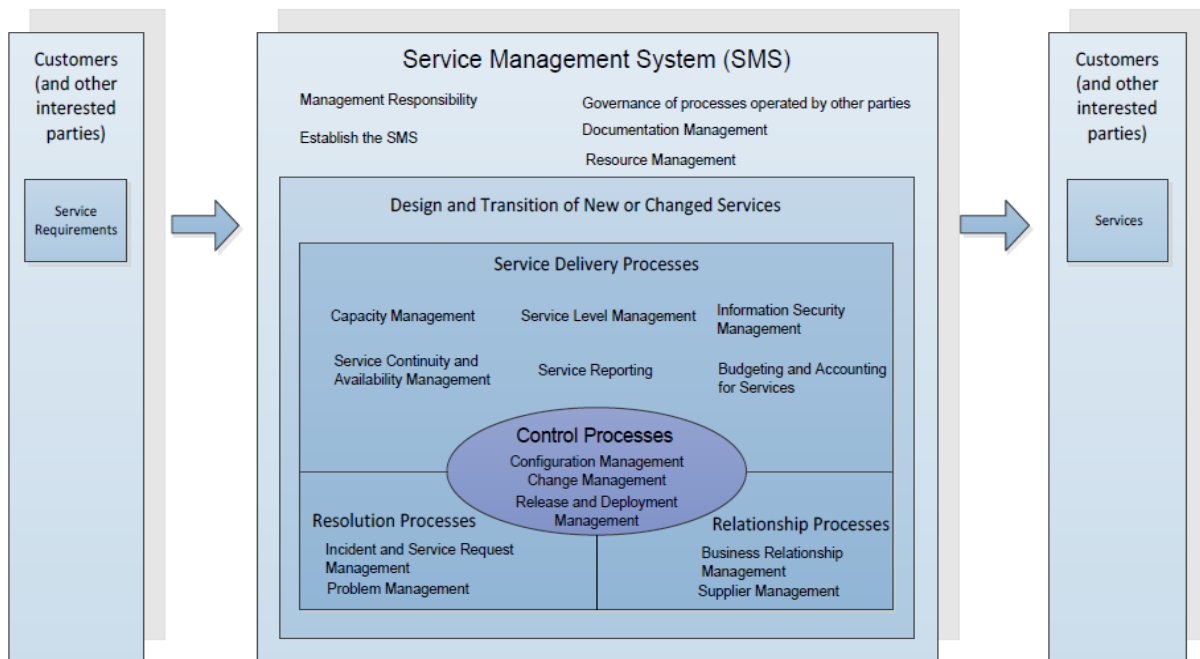 Customers
(and other
interested
parties)
Service
Requirements
Service Management System (SMS)
Management Responsibility
Establish the SMS
Governance of processes operated by other parties
Documentation Management
Resource Management
Design and Transition of New or Changed Services
Service Delivery Processes
Capacity Management
Service Level Management
Information Security
Management
Service Continuity and
Availability Management
Service Reporting
Budgeting and Accounting
for Services
Control Processes
Configuration Management
Change Management
Release and Deployment
Management
Resolution Processes
Incident and Service Request
Management
Problem Management
Relationship Processes
Business Relationship
Management
Supplier Management
Customers
(and other
interested
parties)
Services